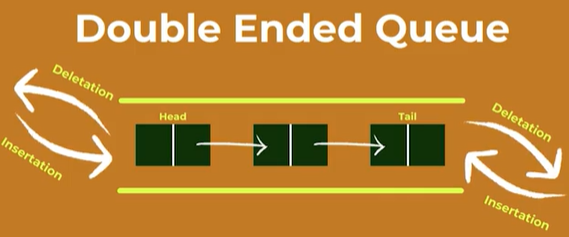 Double Ended Queue
Deletation
Insertation
Head
Tail
Deletation
Insertation